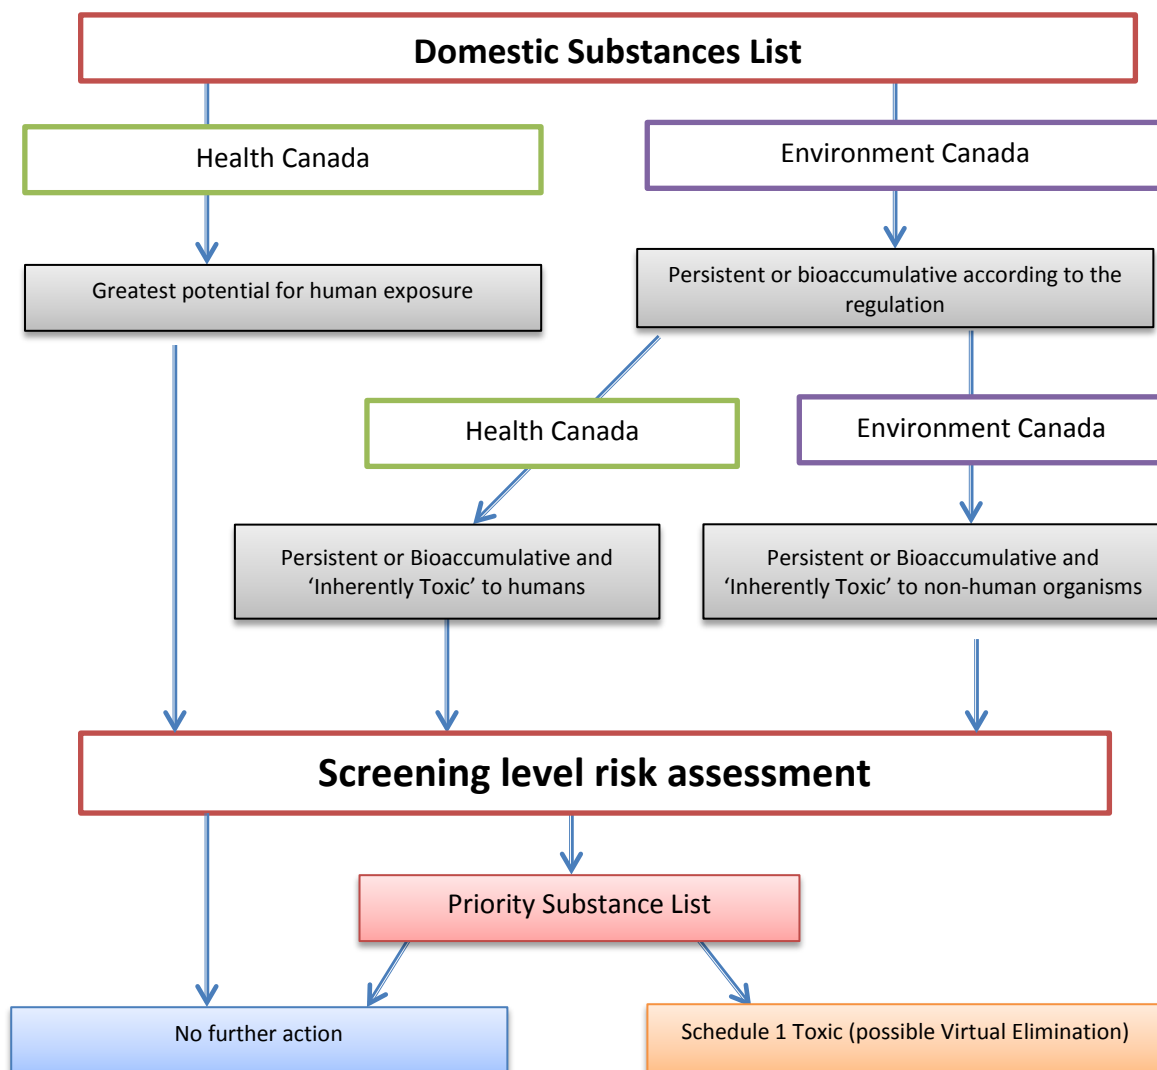 Domestic Substances List
Health Canada
Environment Canada
Greatest potential for human exposure
Persistent or bioaccumulative according to the
regulation
Health Canada
Environment Canada
Persistent or Bioaccumulative and
‘Inherently Toxic’ to humans
Persistent or Bioaccumulative and
‘Inherently Toxic’ to non-human organisms
Screening level risk assessment
Priority Substance List
No further action
Schedule 1 Toxic (possible Virtual Elimination)